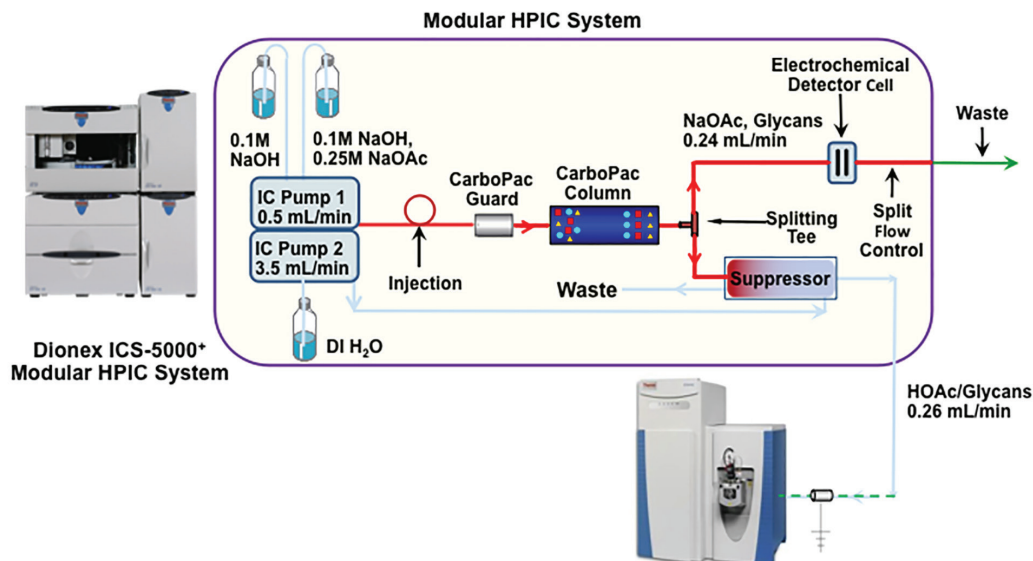 Modular HPIC System
Electrochemical
Detector Cell
Waste
NaOAc, Glycans
0.24 mL/min
0.1M
NaOH
0.1M NaOH,
0.25M NaOAc
CarboPac
Guard
CarboPac
Column
IC Pump 1
0.5 mL/min
IC Pump 2
3.5 mL/min
Injection
Splitting
Tee
Split
Flow
Control
Suppressor
Waste
DI H₂O
Dionex ICS-5000⁺
Modular HPIC System
HOAc/Glycans
0.26 mL/min